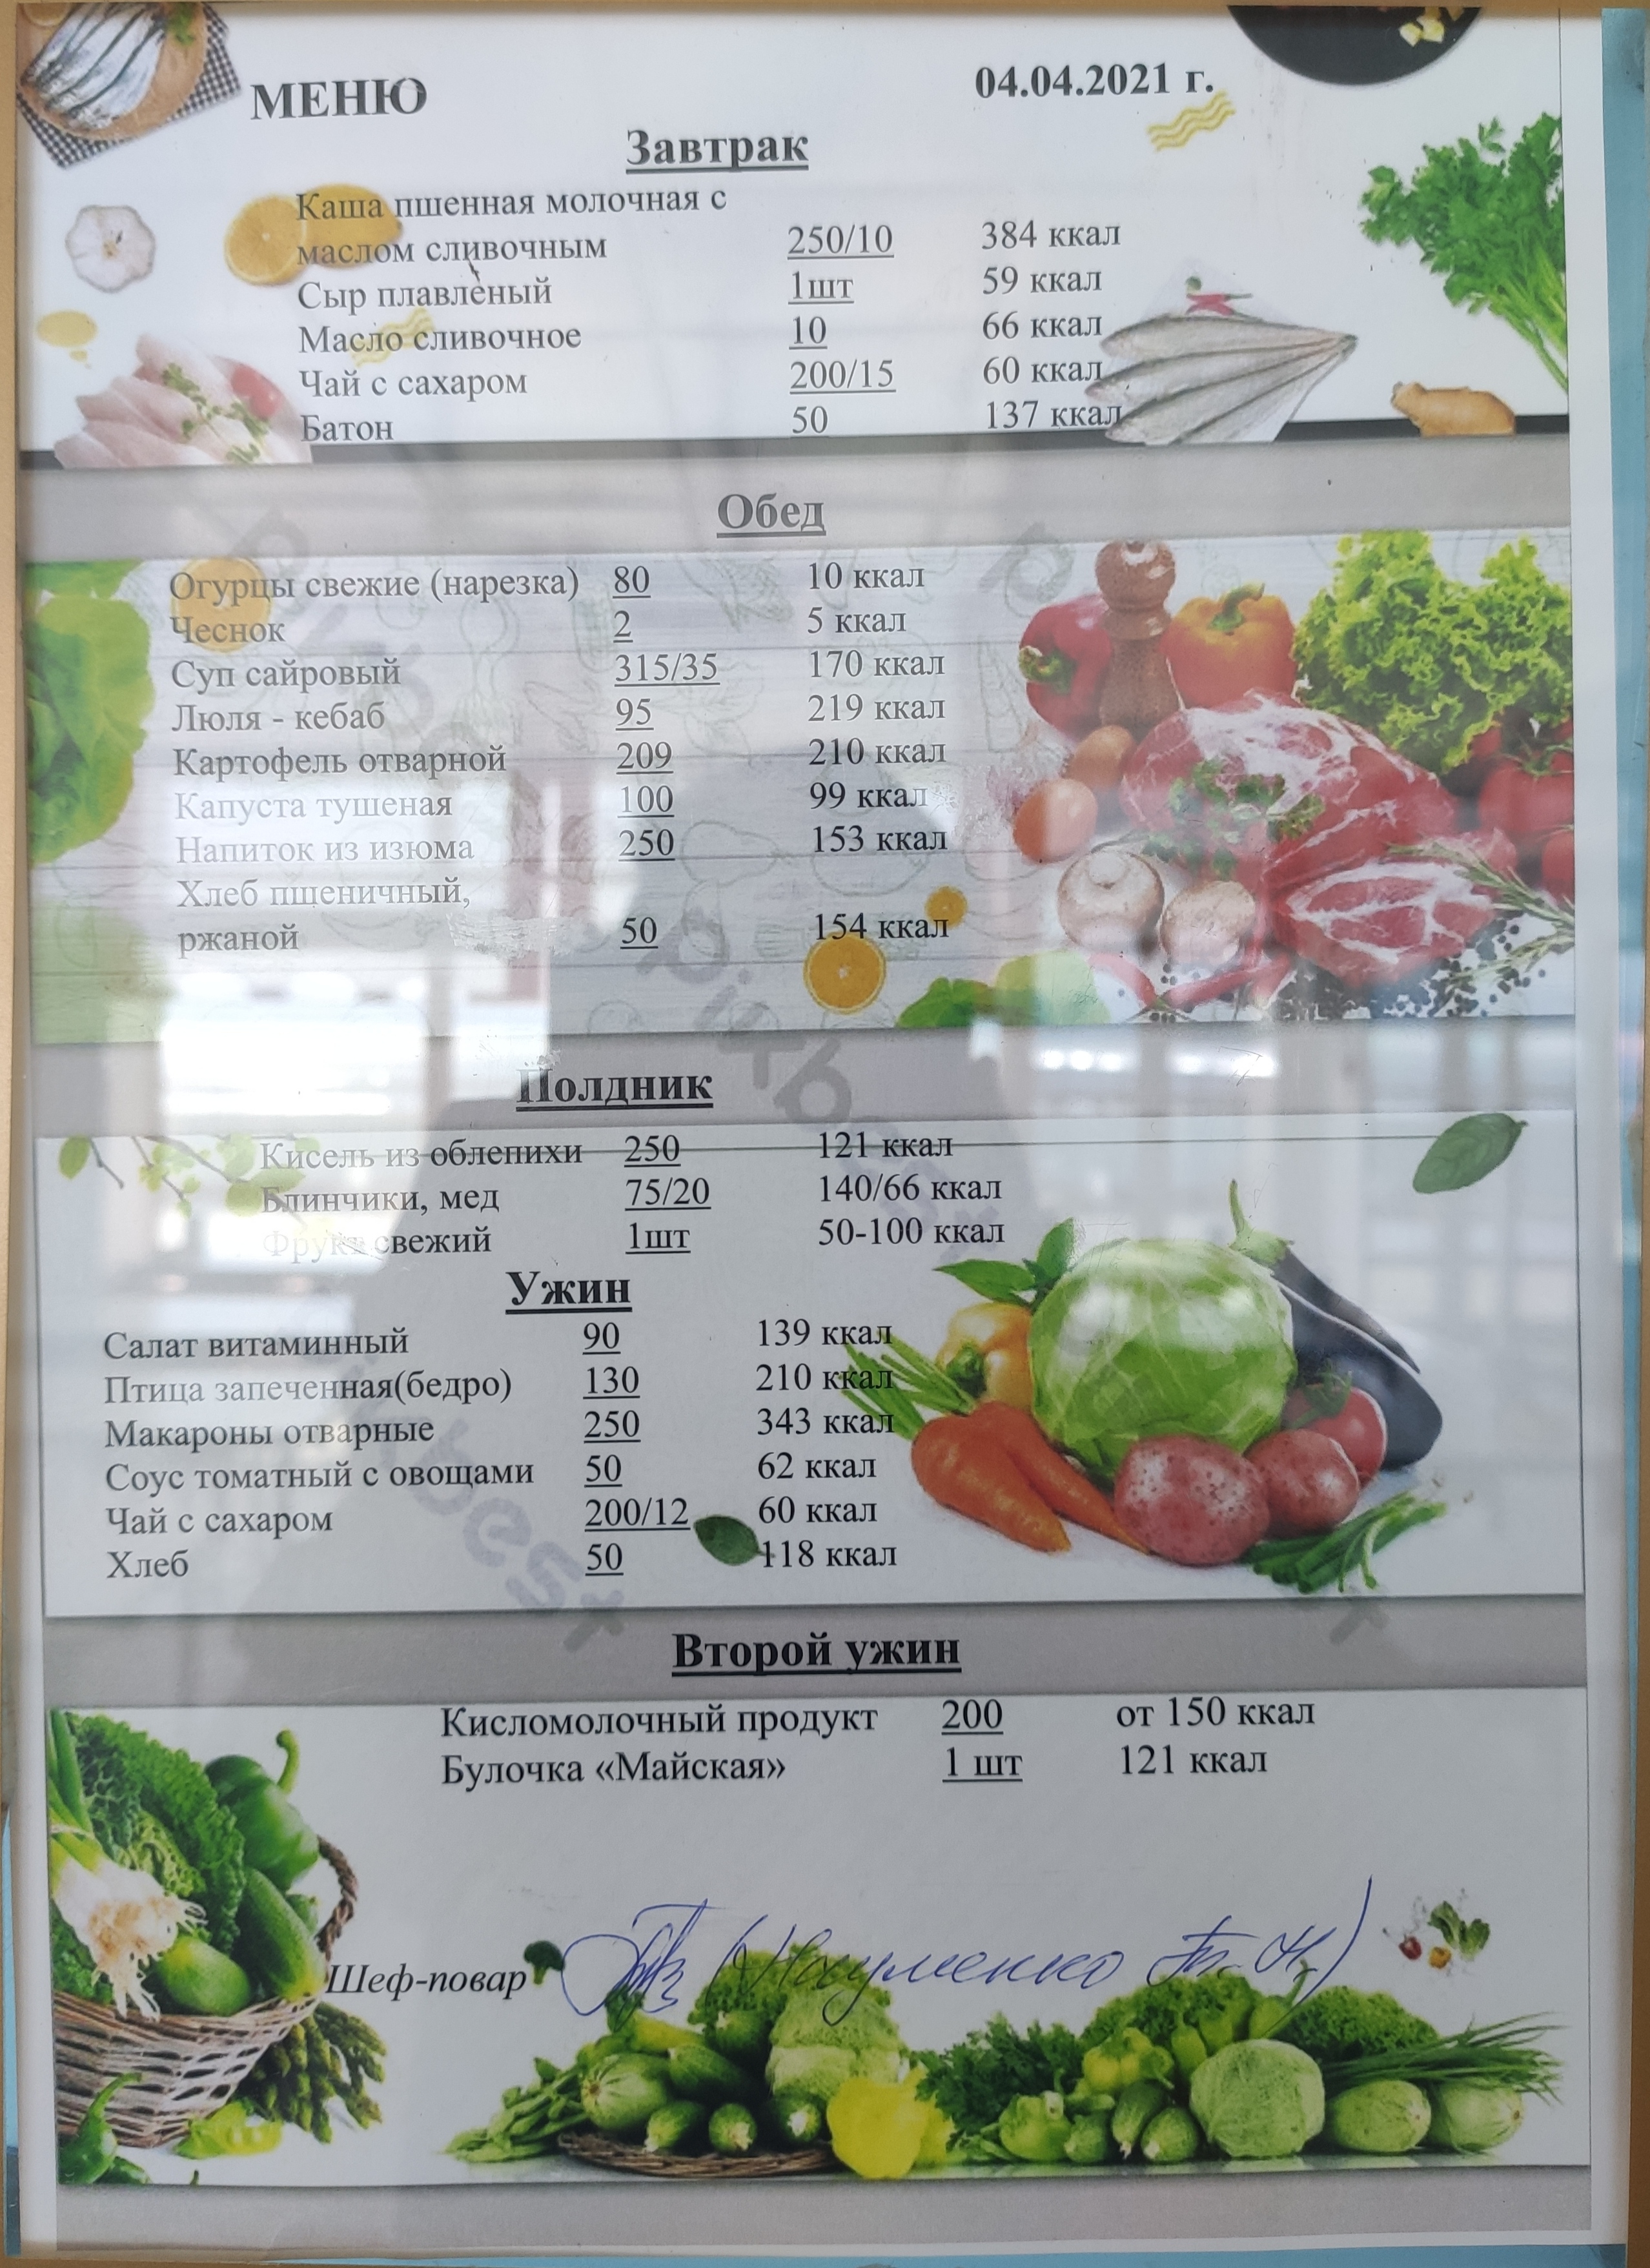 МЕНЮ 04.04.2021 г.
Завтрак
Каша пшенная молочная с
маслом сливочным 250/10 384 ккал
Сыр плавленый 1шт 59 ккал
Масло сливочное 10 66 ккал
Чай с сахаром 200/15 60 ккал
Батон 50 137 ккал
Обед
Огурцы свежие (нарезка) 80 10 ккал
Чеснок 2 5 ккал
Суп сайровый 315/35 170 ккал
Люля - кебаб 95 219 ккал
Картофель отварной 209 210 ккал
Капуста тушеная 100 99 ккал
Напиток из изюма 250 153 ккал
Хлеб пшеничный,
ржаной 50 154 ккал
Полдник
Кисель из облепихи 250 121 ккал
Блинчики, мед 75/20 140/66 ккал
Фрукт свежий 1шт 50-100 ккал
Ужин
Салат витаминный 90 139 ккал
Птица запеченная(бедро) 130 210 ккал
Макароны отварные 250 343 ккал
Соус томатный с овощами 50 62 ккал
Чай с сахаром 200/12 60 ккал
Хлеб 50 118 ккал
Второй ужин
Кисломолочный продукт 200 от 150 ккал
Булочка «Майская» 1 шт 121 ккал
Шеф-повар (Науменко
pikbest